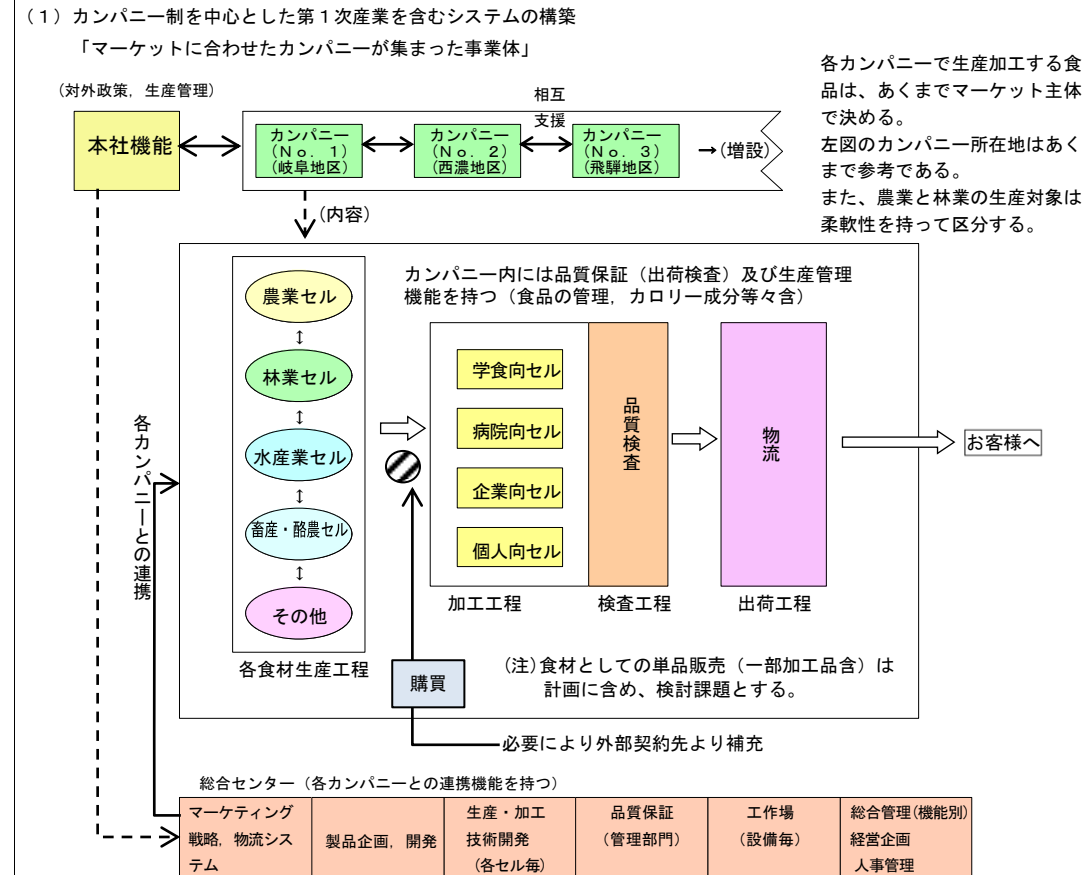 (１) カンパニー制を中心とした第１次産業を含むシステムの構築
「マーケットに合わせたカンパニーが集まった事業体」
各カンパニーで生産加工する食
品は、あくまでマーケット主体
で決める。
左図のカンパニー所在地はあく
まで参考である。
また、農業と林業の生産対象は
柔軟性を持って区分する。
(対外政策, 生産管理)
本社機能
相互
支援
カンパニー
(Ｎｏ. １)
(岐阜地区)
カンパニー
(Ｎｏ. ２)
(西濃地区)
カンパニー
(Ｎｏ. ３)
(飛騨地区)
→(増設)
(内容)
カンパニー内には品質保証（出荷検査）及び生産管理
機能を持つ（食品の管理, カロリー成分等々含）
農業セル
↕
林業セル
↕
水産業セル
↕
畜産・酪農セル
↕
その他
各食材生産工程
学食向セル
病院向セル
企業向セル
個人向セル
加工工程
品質検査
検査工程
物流
出荷工程
お客様へ
購買
(注)食材としての単品販売（一部加工品含）は
計画に含め、検討課題とする。
必要により外部契約先より補充
各カンパニーとの連携
総合センター（各カンパニーとの連携機能を持つ）
マーケティング
戦略, 物流シス
テム
製品企画, 開発
生産・加工
技術開発
(各セル毎)
品質保証
(管理部門)
工作場
(設備毎)
総合管理(機能別)
経営企画
人事管理